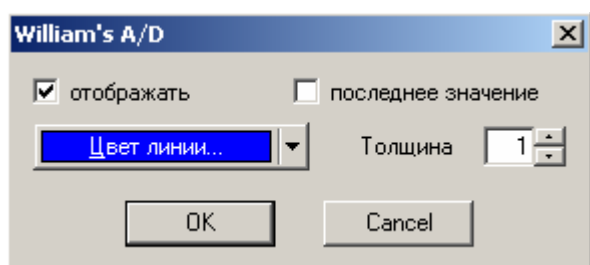 William's A/D
отображать последнее значение
Цвет линии... Толщина 1
OK Cancel